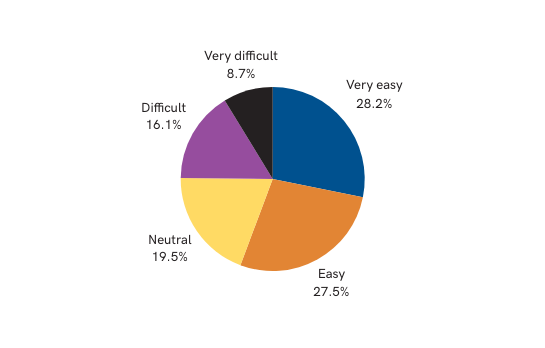 Very difficult
8.7%
Very easy
28.2%
Difficult
16.1%
Neutral
19.5%
Easy
27.5%